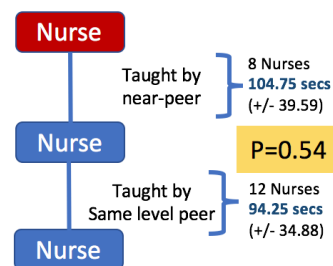 Nurse
Taught by
near-peer
8 Nurses
104.75 secs
(+/- 39.59)
Nurse
P=0.54
Taught by
Same level peer
12 Nurses
94.25 secs
(+/- 34.88)
Nurse